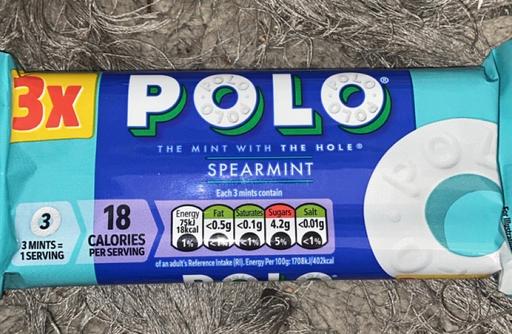 3x
POLO®
THE MINT WITH THE HOLE®
SPEARMINT
Each 3 mints contain
3
3 MINTS =
1 SERVING
18
CALORIES
PER SERVING
Energy
75kJ
18kcal
1%
Fat
<0.5g
<1%
Saturates
<0.1g
<1%
Sugars
4.2g
5%
Salt
<0.01g
<1%
of an adult's Reference Intake (RI). Energy Per 100g: 1708kJ/402kcal
POLO